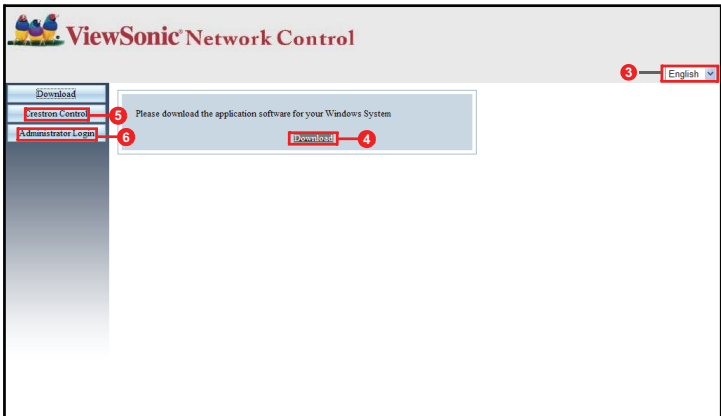 ViewSonic® Network Control
3
English
Download
Crestron Control
5
Please download the application software for your Windows System
Administrator Login
6
Download
4